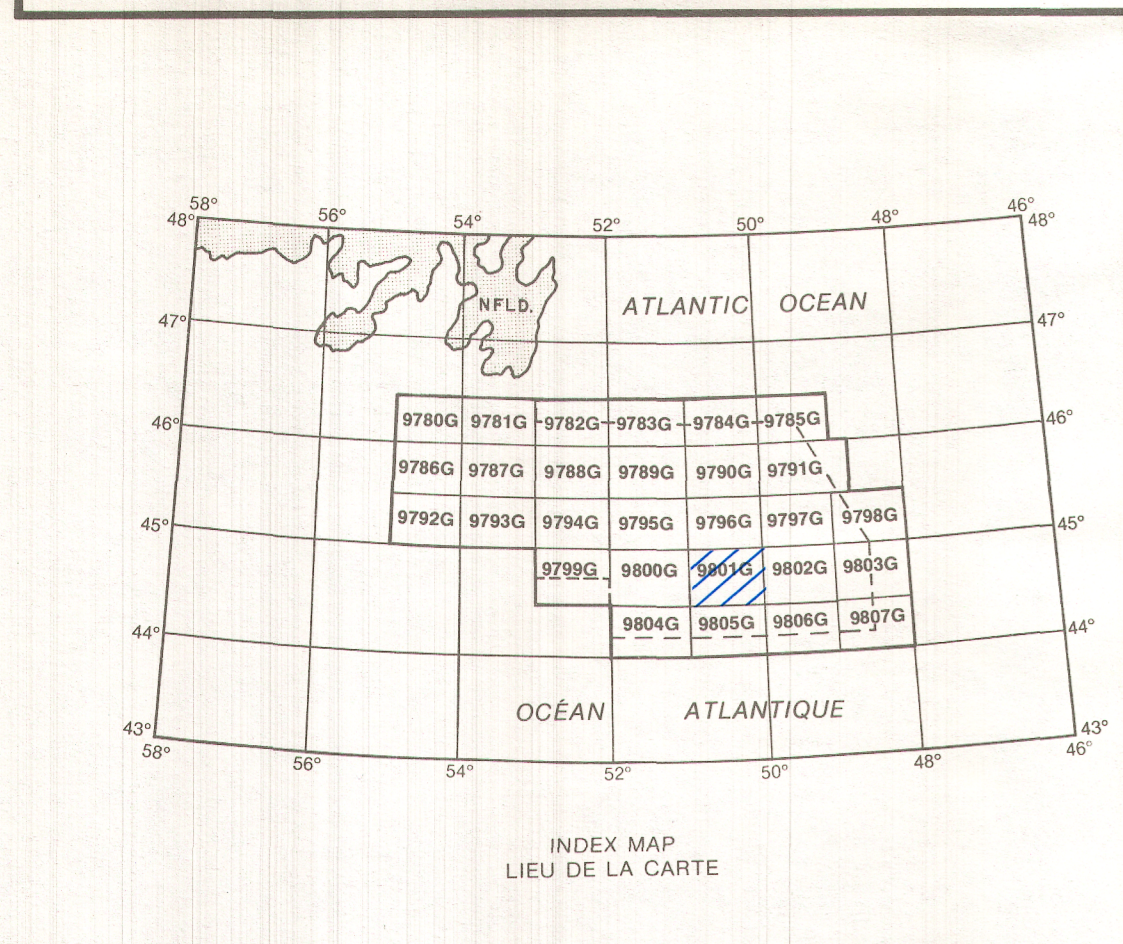 58° 56° 54° 52° 50° 48° 46°
48° 48°
NFLD. ATLANTIC OCEAN
47° 47°
46° 9780G 9781G 9782G 9783G 9784G 9785G 46°
9786G 9787G 9788G 9789G 9790G 9791G
45° 9792G 9793G 9794G 9795G 9796G 9797G 9798G 45°
9799G 9800G 9801G 9802G 9803G
44° 9804G 9805G 9806G 9807G 44°
OCÉAN ATLANTIQUE
43° 43°
58° 56° 54° 52° 50° 48° 46°
INDEX MAP
LIEU DE LA CARTE